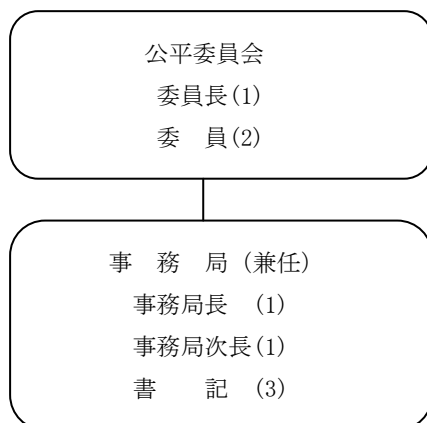 公平委員会
委員長(1)
委　員(2)
事　務　局 (兼任)
事務局長　(1)
事務局次長(1)
書　　記　(3)